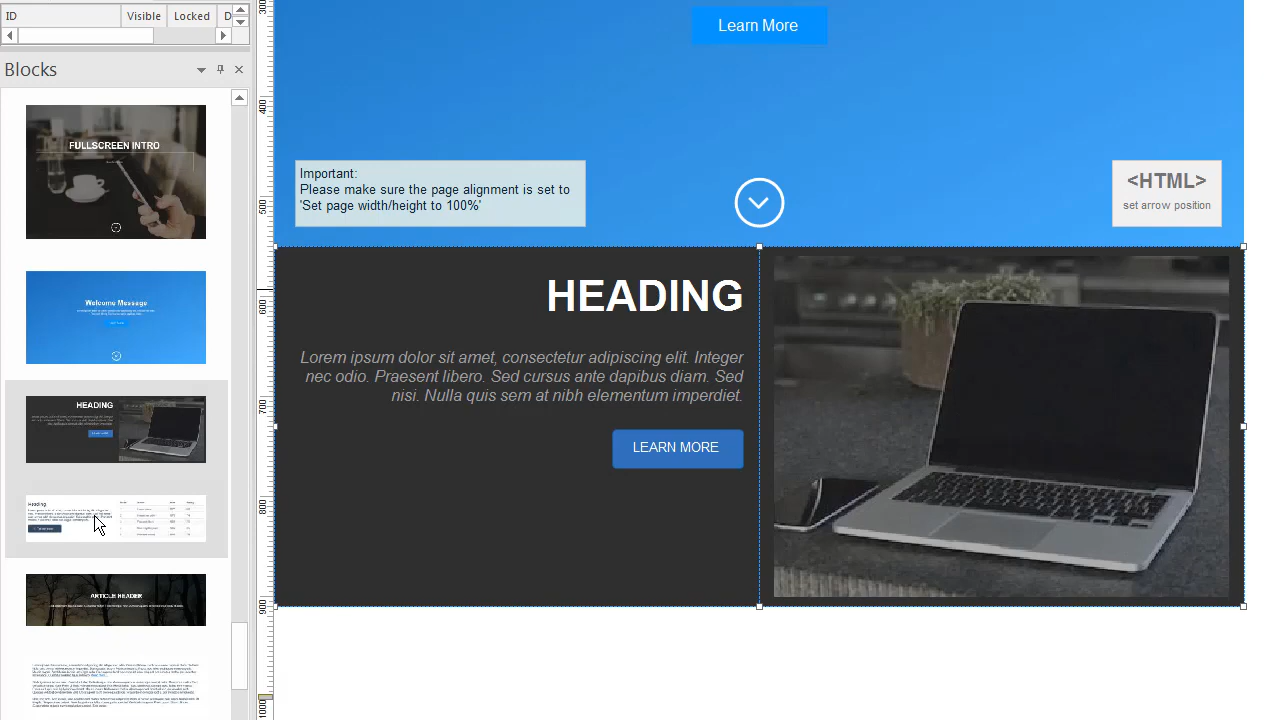 ID
Visible
Locked
D
Blocks
FULLSCREEN INTRO
Welcome Message
HEADING
Heading
ARTICLE HEADER
300
400
500
600
700
800
900
1000
Learn More
Important:
Please make sure the page alignment is set to
'Set page width/height to 100%'
<HTML>
set arrow position
HEADING
Lorem ipsum dolor sit amet, consectetur adipiscing elit. Integer
nec odio. Praesent libero. Sed cursus ante dapibus diam. Sed
nisi. Nulla quis sem at nibh elementum imperdiet.
LEARN MORE